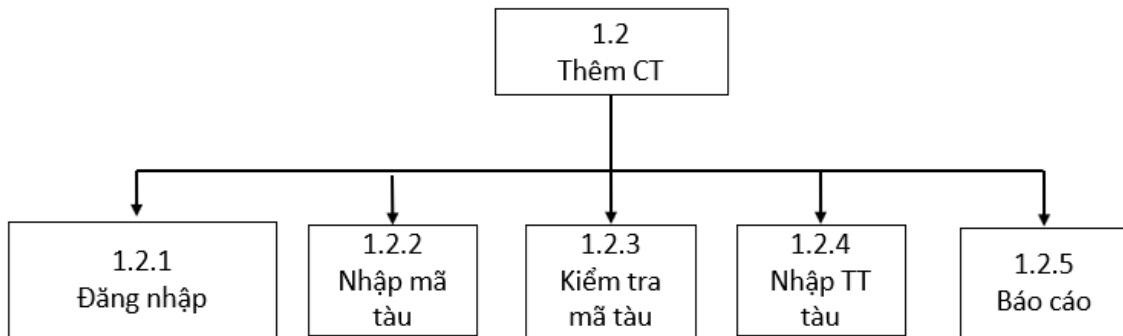 1.2
Thêm CT
1.2.1
Đăng nhập
1.2.2
Nhập mã
tàu
1.2.3
Kiểm tra
mã tàu
1.2.4
Nhập TT
tàu
1.2.5
Báo cáo